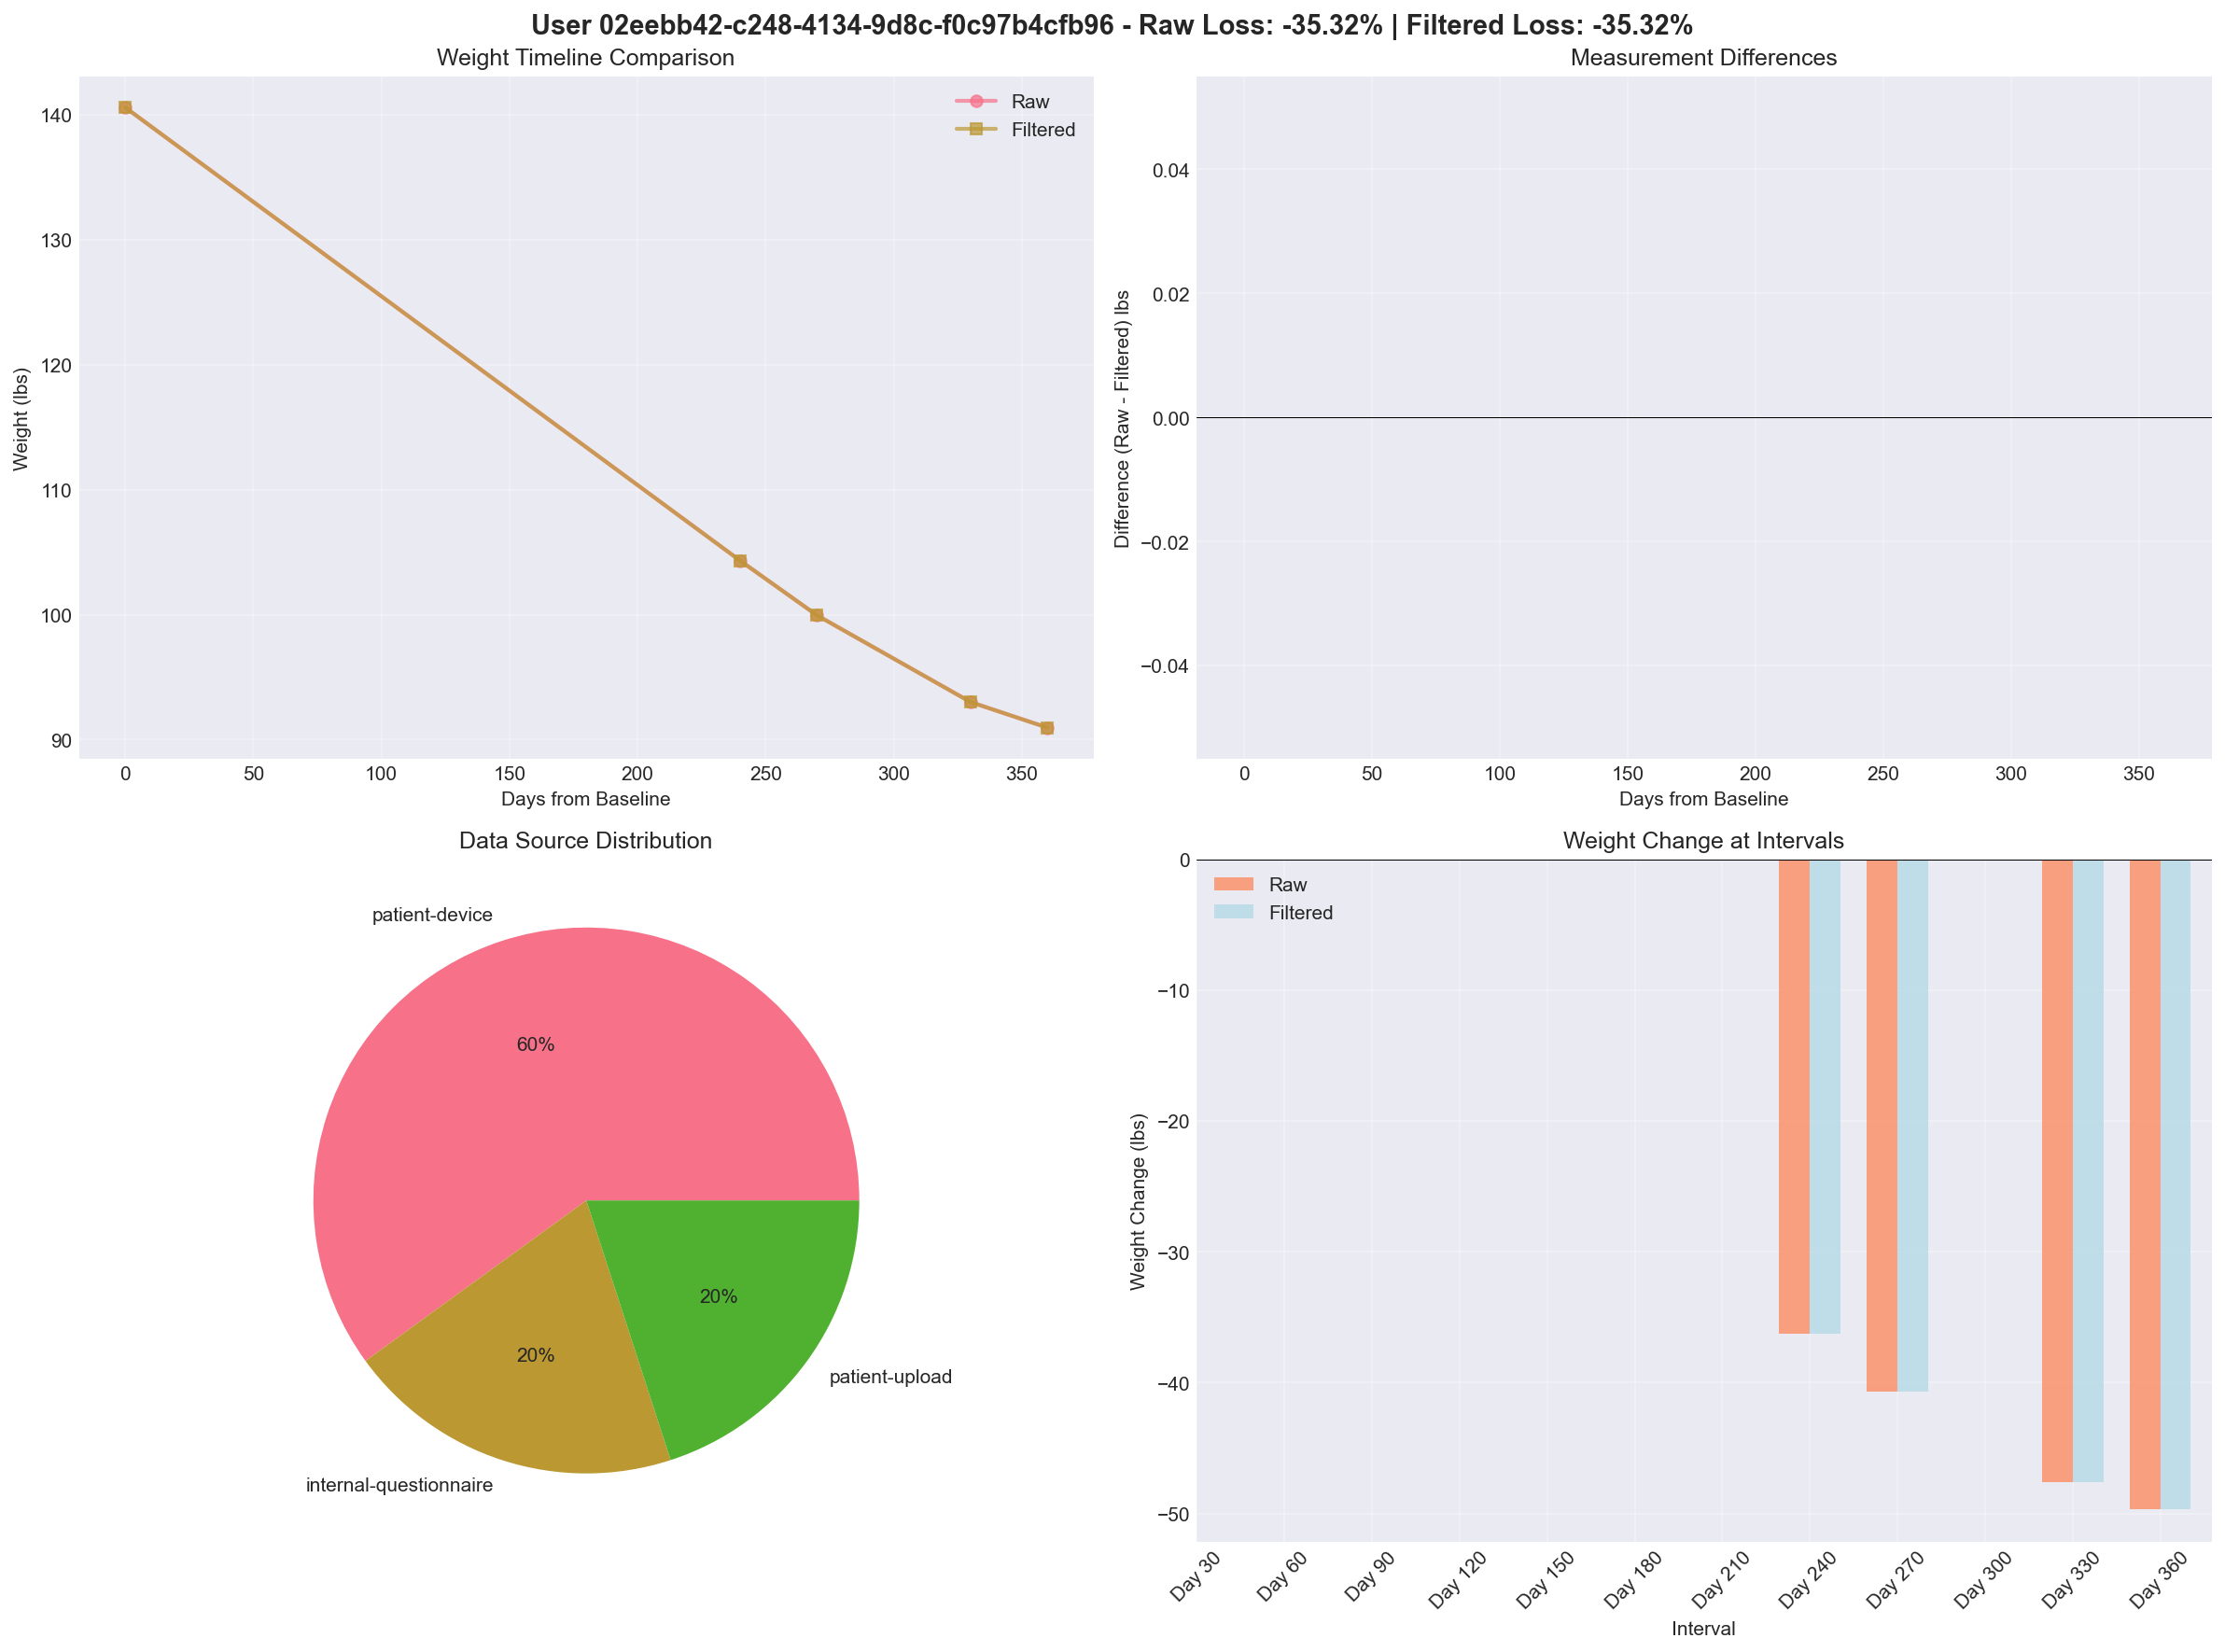 User 02eebb42-c248-4134-9d8c-f0c97b4cfb96 - Raw Loss: -35.32% | Filtered Loss: -35.32%
Weight Timeline Comparison
Raw
Filtered
Weight (lbs)
140
130
120
110
100
90
0 50 100 150 200 250 300 350
Days from Baseline
Measurement Differences
Difference (Raw - Filtered) lbs
0.04
0.02
0.00
−0.02
−0.04
0 50 100 150 200 250 300 350
Days from Baseline
Data Source Distribution
patient-device
60%
20%
20%
patient-upload
internal-questionnaire
Weight Change at Intervals
Raw
Filtered
Weight Change (lbs)
0
−10
−20
−30
−40
−50
Day 30 Day 60 Day 90 Day 120 Day 150 Day 180 Day 210 Day 240 Day 270 Day 300 Day 330 Day 360
Interval